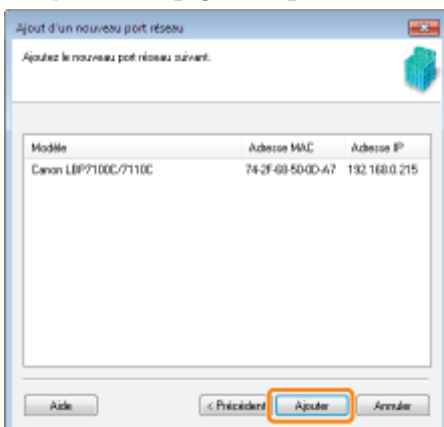 Ajout d'un nouveau port réseau
Ajoutez le nouveau port réseau suivant.
Modèle Adresse MAC Adresse IP
Canon LBP7100C/7110C 74-2F-68-50-0D-A7 192.168.0.215
Aide < Précédent Ajouter Annuler